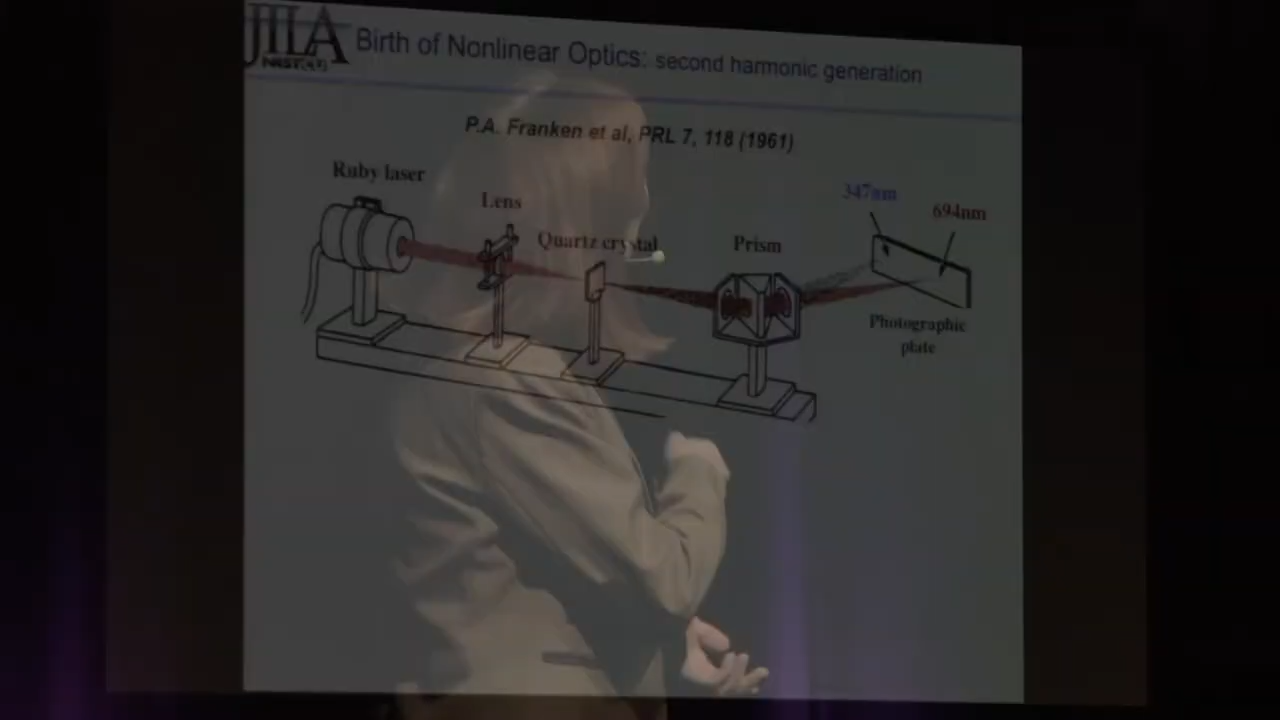 JILA
Birth of Nonlinear Optics: second harmonic generation
P.A. Franken et al, PRL 7, 118 (1961)
Ruby laser
Lens
Quartz crystal
Prism
347nm
694nm
Photographic
plate